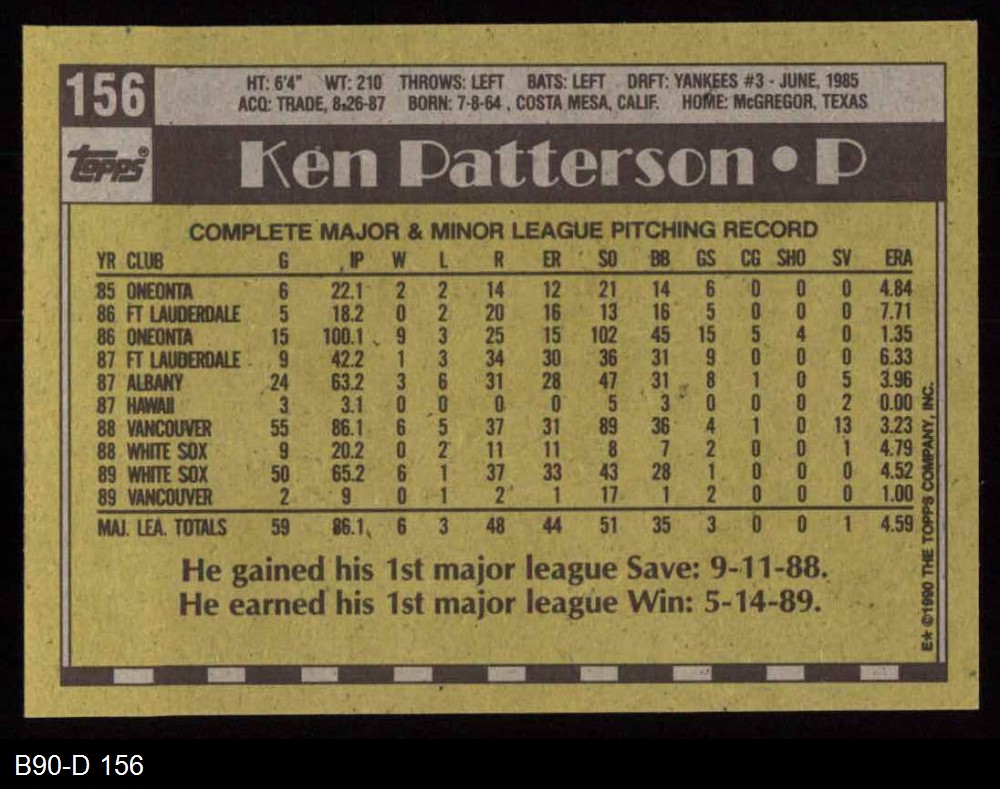 156
HT: 6'4" WT: 210 THROWS: LEFT BATS: LEFT DRFT: YANKEES #3 - JUNE, 1985
ACQ: TRADE, 8-26-87 BORN: 7-8-64, COSTA MESA, CALIF. HOME: McGREGOR, TEXAS
TOPPS®
Ken Patterson • P
COMPLETE MAJOR & MINOR LEAGUE PITCHING RECORD
YR CLUB G IP W L R ER SO BB GS CG SHO SV ERA
85 ONEONTA 6 22.1 2 2 14 12 21 14 6 0 0 0 4.84
86 FT LAUDERDALE 5 18.2 0 2 20 16 13 16 5 0 0 0 7.71
86 ONEONTA 15 100.1 9 3 25 15 102 45 15 5 4 0 1.35
87 FT LAUDERDALE 9 42.2 1 3 34 30 36 31 9 0 0 0 6.33
87 ALBANY 24 63.2 3 6 31 28 47 31 8 1 0 5 3.96
87 HAWAII 3 3.1 0 0 0 0 5 3 0 0 0 2 0.00
88 VANCOUVER 55 86.1 6 5 37 31 89 36 4 1 0 13 3.23
88 WHITE SOX 9 20.2 0 2 11 11 8 7 2 0 0 1 4.79
89 WHITE SOX 50 65.2 6 1 37 33 43 28 1 0 0 0 4.52
89 VANCOUVER 2 9 0 1 2 1 17 1 2 0 0 0 1.00
MAJ. LEA. TOTALS 59 86.1 6 3 48 44 51 35 3 0 0 1 4.59
He gained his 1st major league Save: 9-11-88.
He earned his 1st major league Win: 5-14-89.
E* ©1990 THE TOPPS COMPANY, INC.
B90-D 156